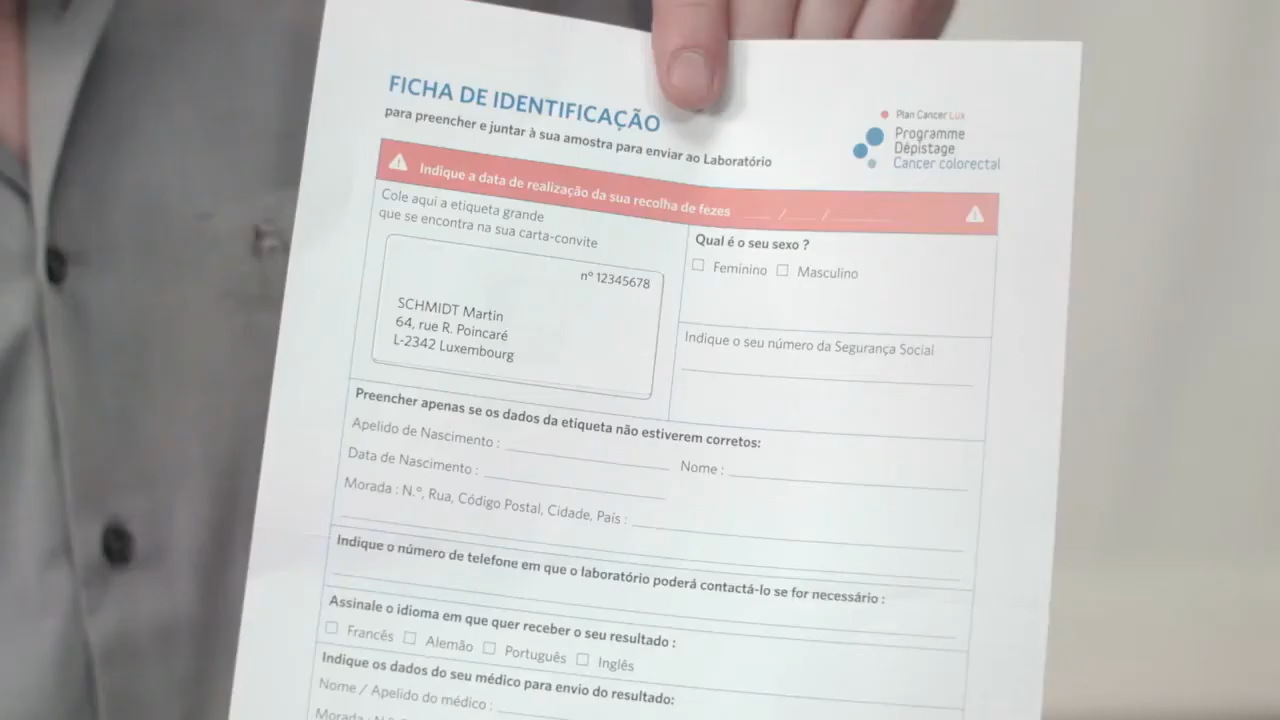 FICHA DE IDENTIFICAÇÃO
para preencher e juntar à sua amostra para enviar ao Laboratório
Plan Cancer Lux
Programme
Dépistage
Cancer colorectal
Indique a data de realização da sua recolha de fezes ___ / ___ / ______
Cole aqui a etiqueta grande
que se encontra na sua carta-convite
nº 12345678
SCHMIDT Martin
64, rue R. Poincaré
L-2342 Luxembourg
Qual é o seu sexo ?
☐ Feminino ☐ Masculino
Indique o seu número da Segurança Social
Preencher apenas se os dados da etiqueta não estiverem corretos:
Apelido de Nascimento : Nome :
Data de Nascimento :
Morada : N.º, Rua, Código Postal, Cidade, País :
Indique o número de telefone em que o laboratório poderá contactá-lo se for necessário :
Assinale o idioma em que quer receber o seu resultado :
☐ Francês ☐ Alemão ☐ Português ☐ Inglês
Indique os dados do seu médico para envio do resultado:
Nome / Apelido do médico :
Morada : N.º